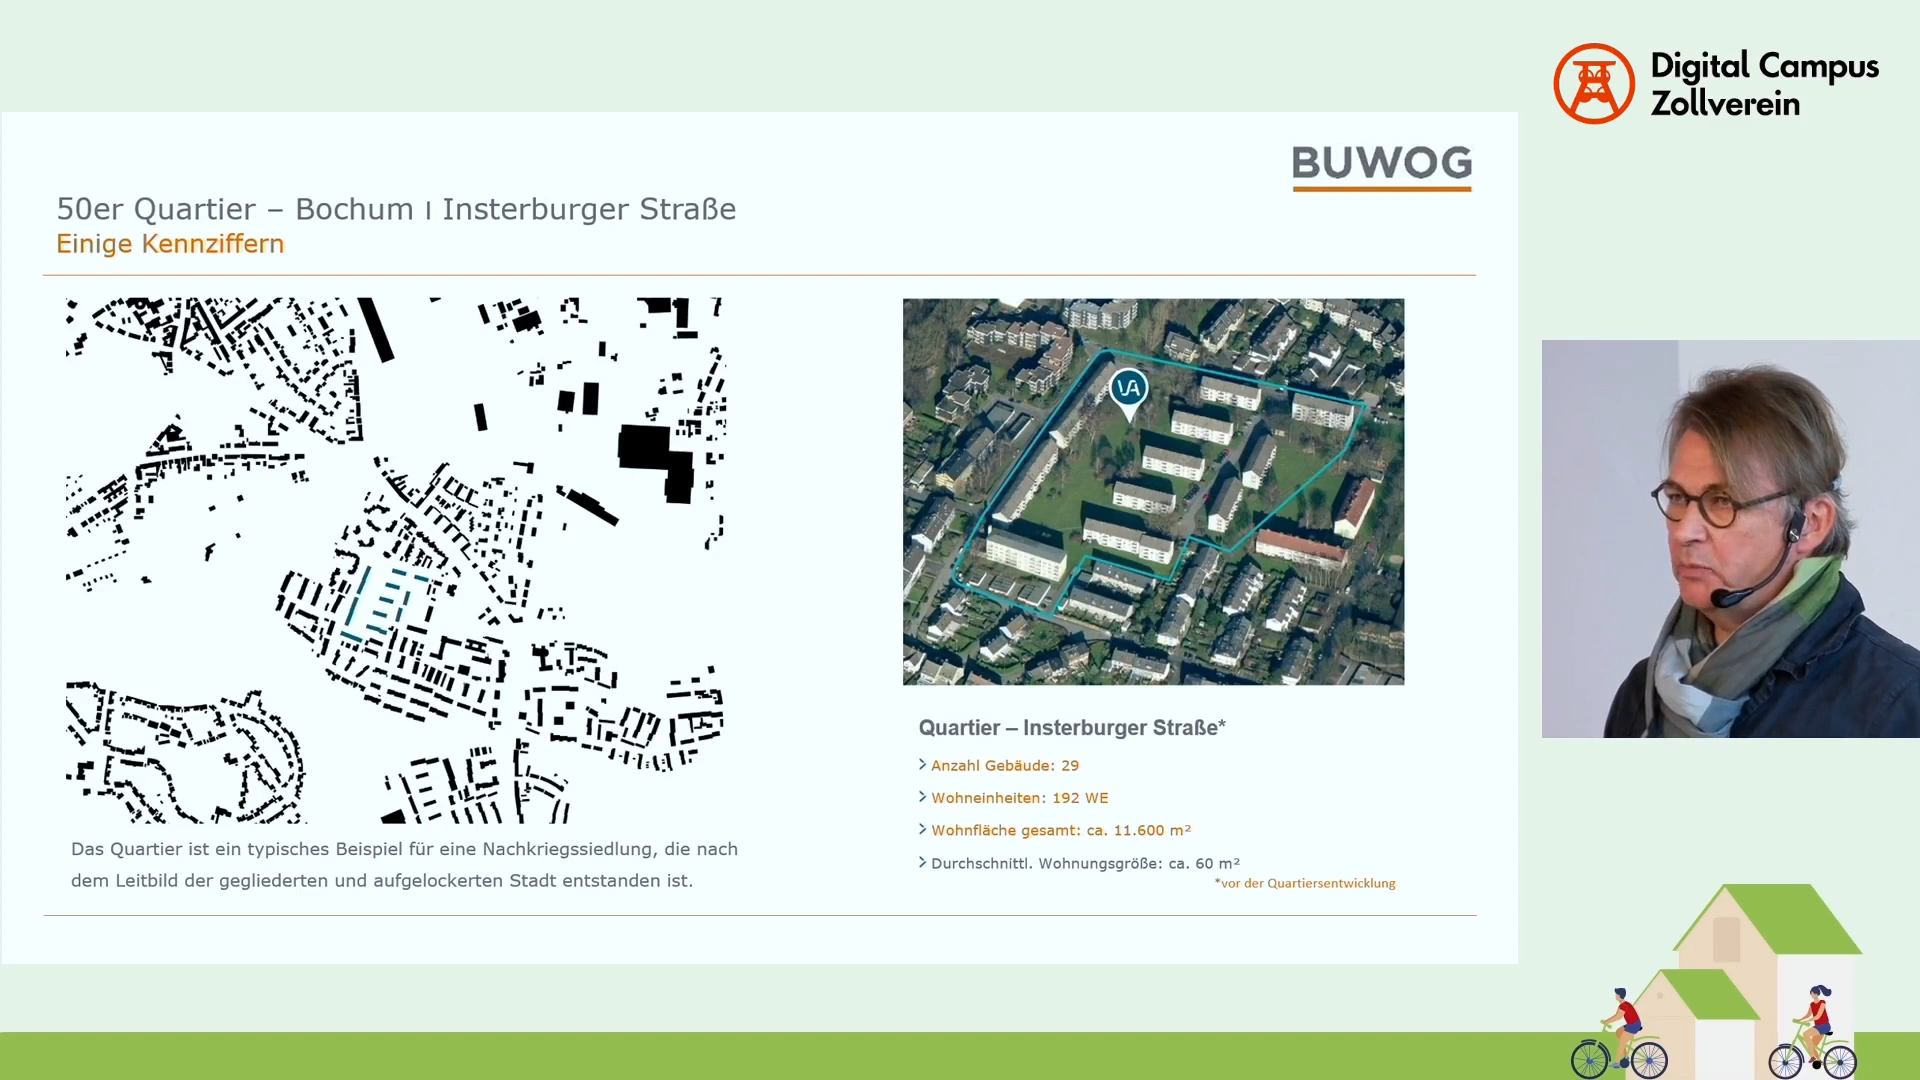 Digital Campus
Zollverein
BUWOG
50er Quartier – Bochum ı Insterburger Straße
Einige Kennziffern
Das Quartier ist ein typisches Beispiel für eine Nachkriegssiedlung, die nach
dem Leitbild der gegliederten und aufgelockerten Stadt entstanden ist.
Quartier – Insterburger Straße*
Anzahl Gebäude: 29
Wohneinheiten: 192 WE
Wohnfläche gesamt: ca. 11.600 m²
Durchschnittl. Wohnungsgröße: ca. 60 m²
*vor der Quartiersentwicklung